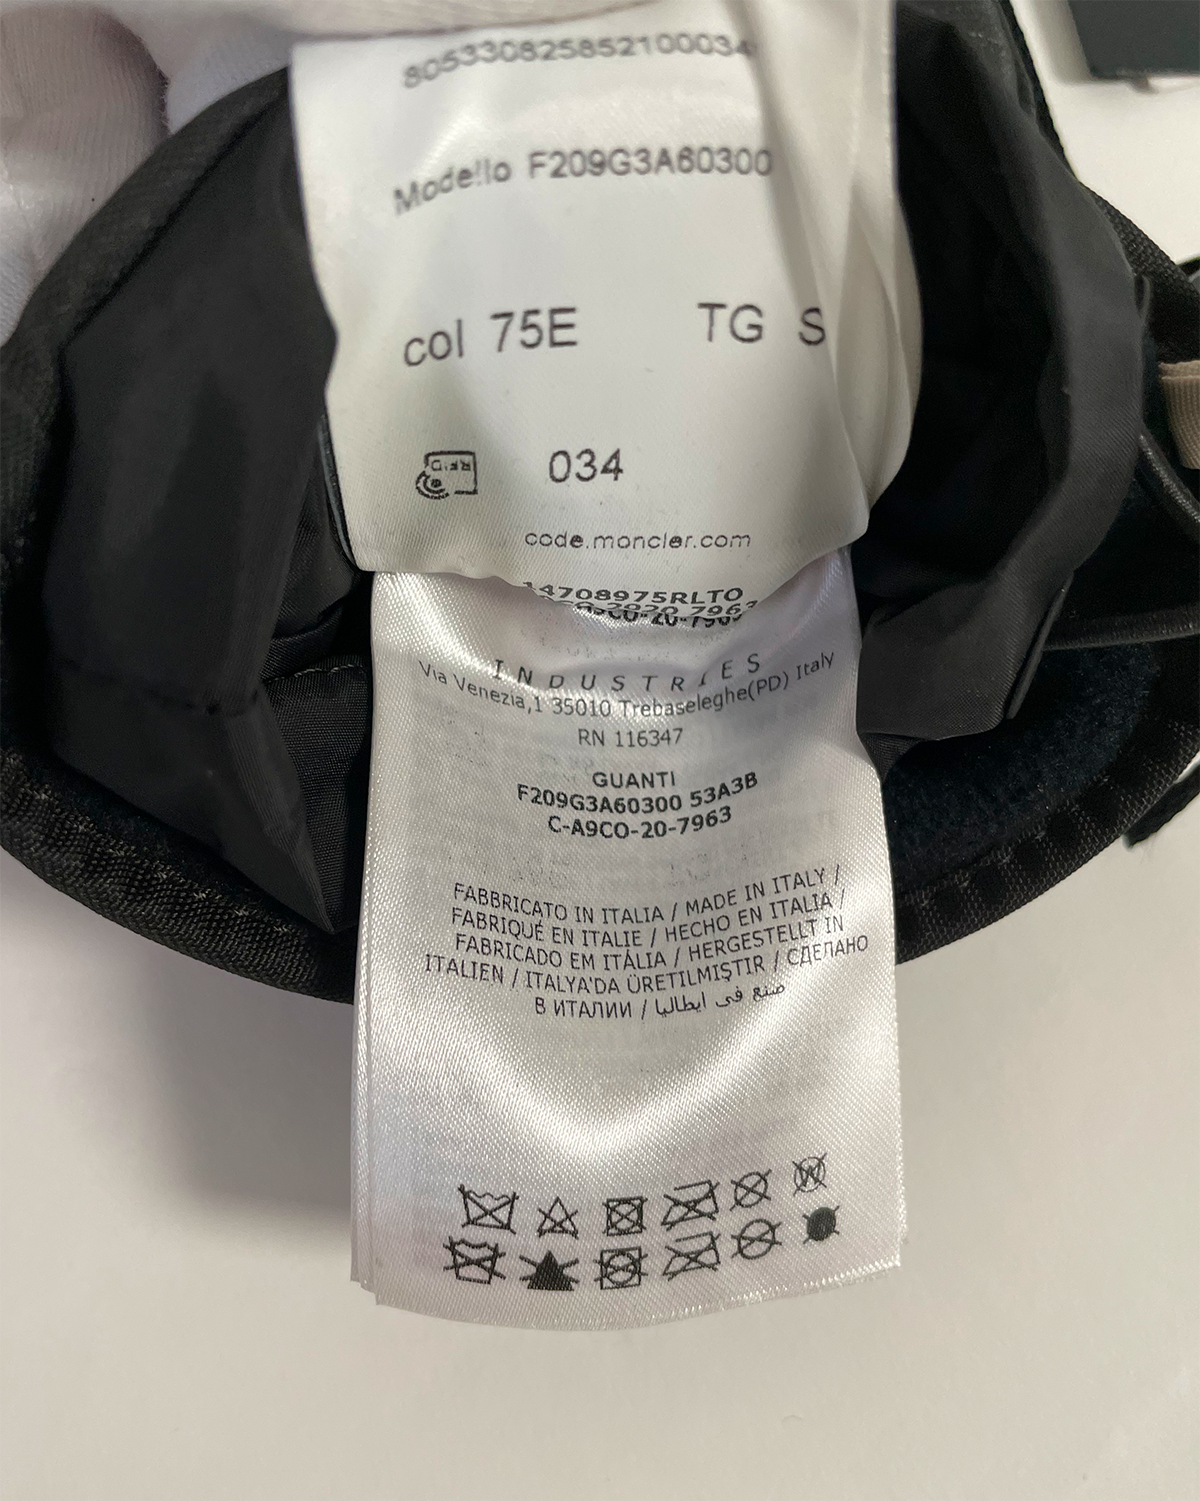 805330825852100034
Modello F209G3A60300
col 75E TG S
034
code.moncler.com
14708975RLTO
INDUSTRIES
Via Venezia,1 35010 Trebaseleghe(PD) Italy
RN 116347
GUANTI
F209G3A60300 53A3B
C-A9CO-20-7963
FABBRICATO IN ITALIA / MADE IN ITALY /
FABRIQUÉ EN ITALIE / HECHO EN ITALIA /
FABRICADO EM ITÁLIA / HERGESTELLT IN
ITALIEN / ITALYA'DA ÜRETILMIŞTIR / СДЕЛАНО
В ИТАЛИИ / صنع في ايطاليا